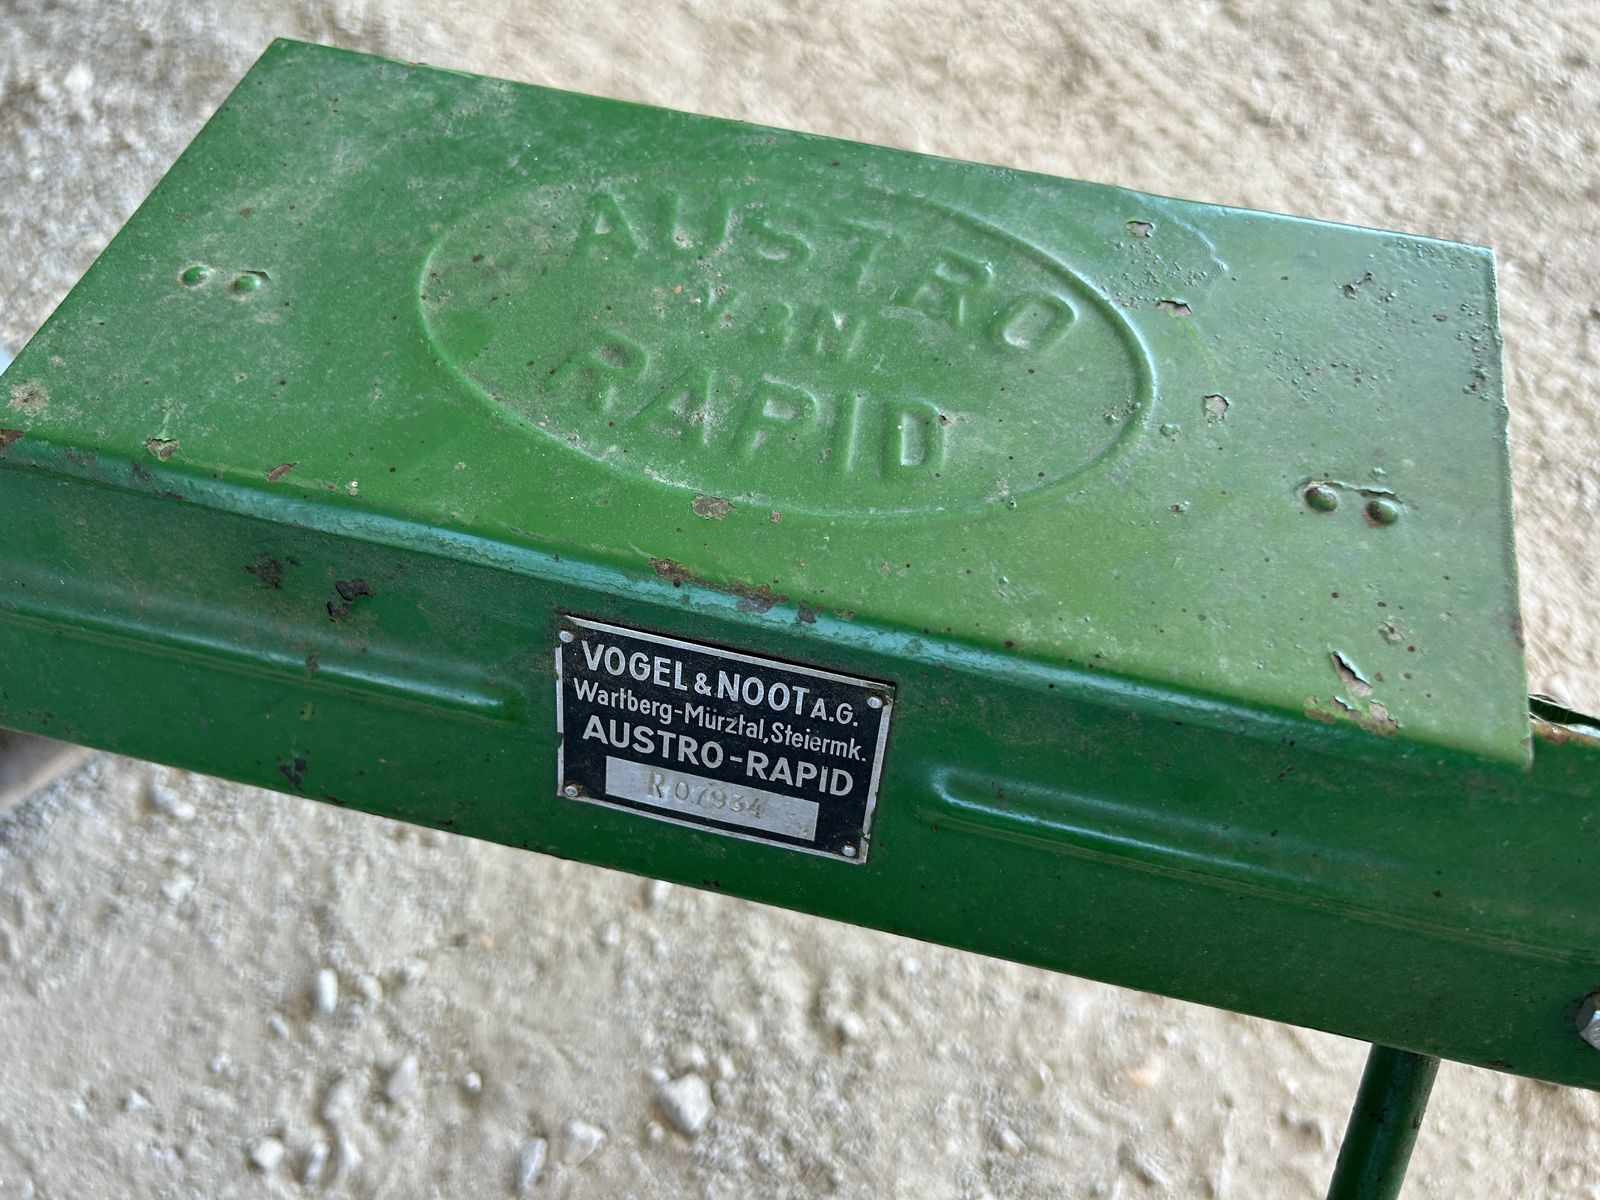 AUSTRO
V&N
RAPID
VOGEL & NOOT A.G.
Wartberg-Mürztal, Steiermk.
AUSTRO-RAPID
R 07934